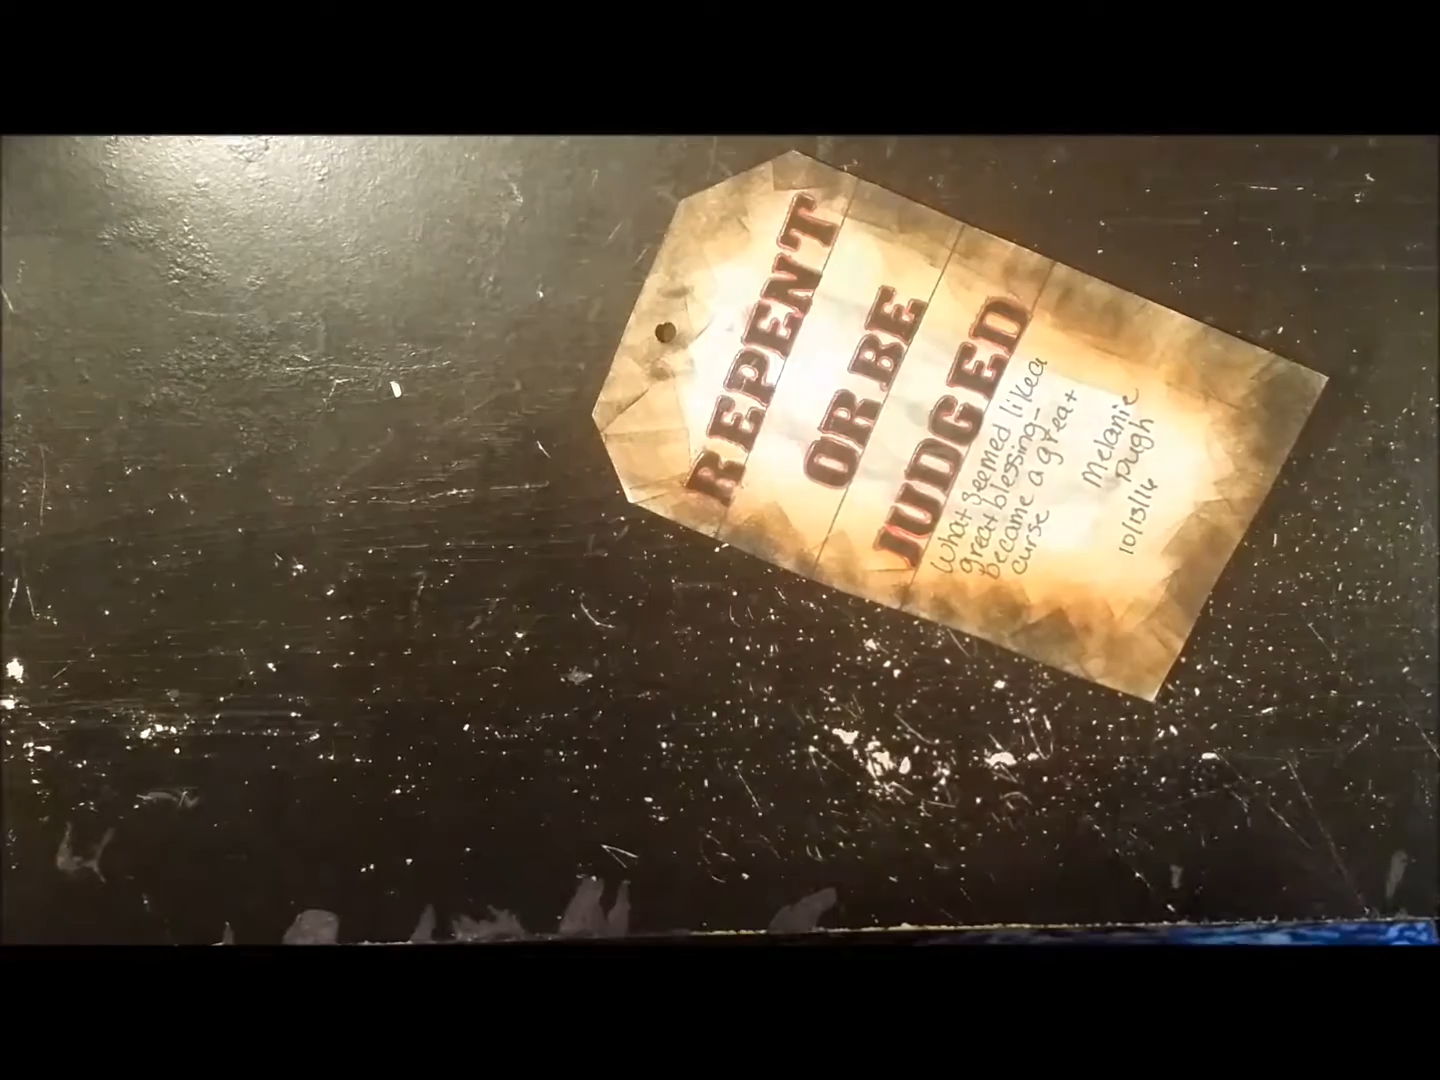 REPENT
OR BE
JUDGED
What seemed like a
great blessing-
became a great
curse
Melanie
Pugh
10/13/16